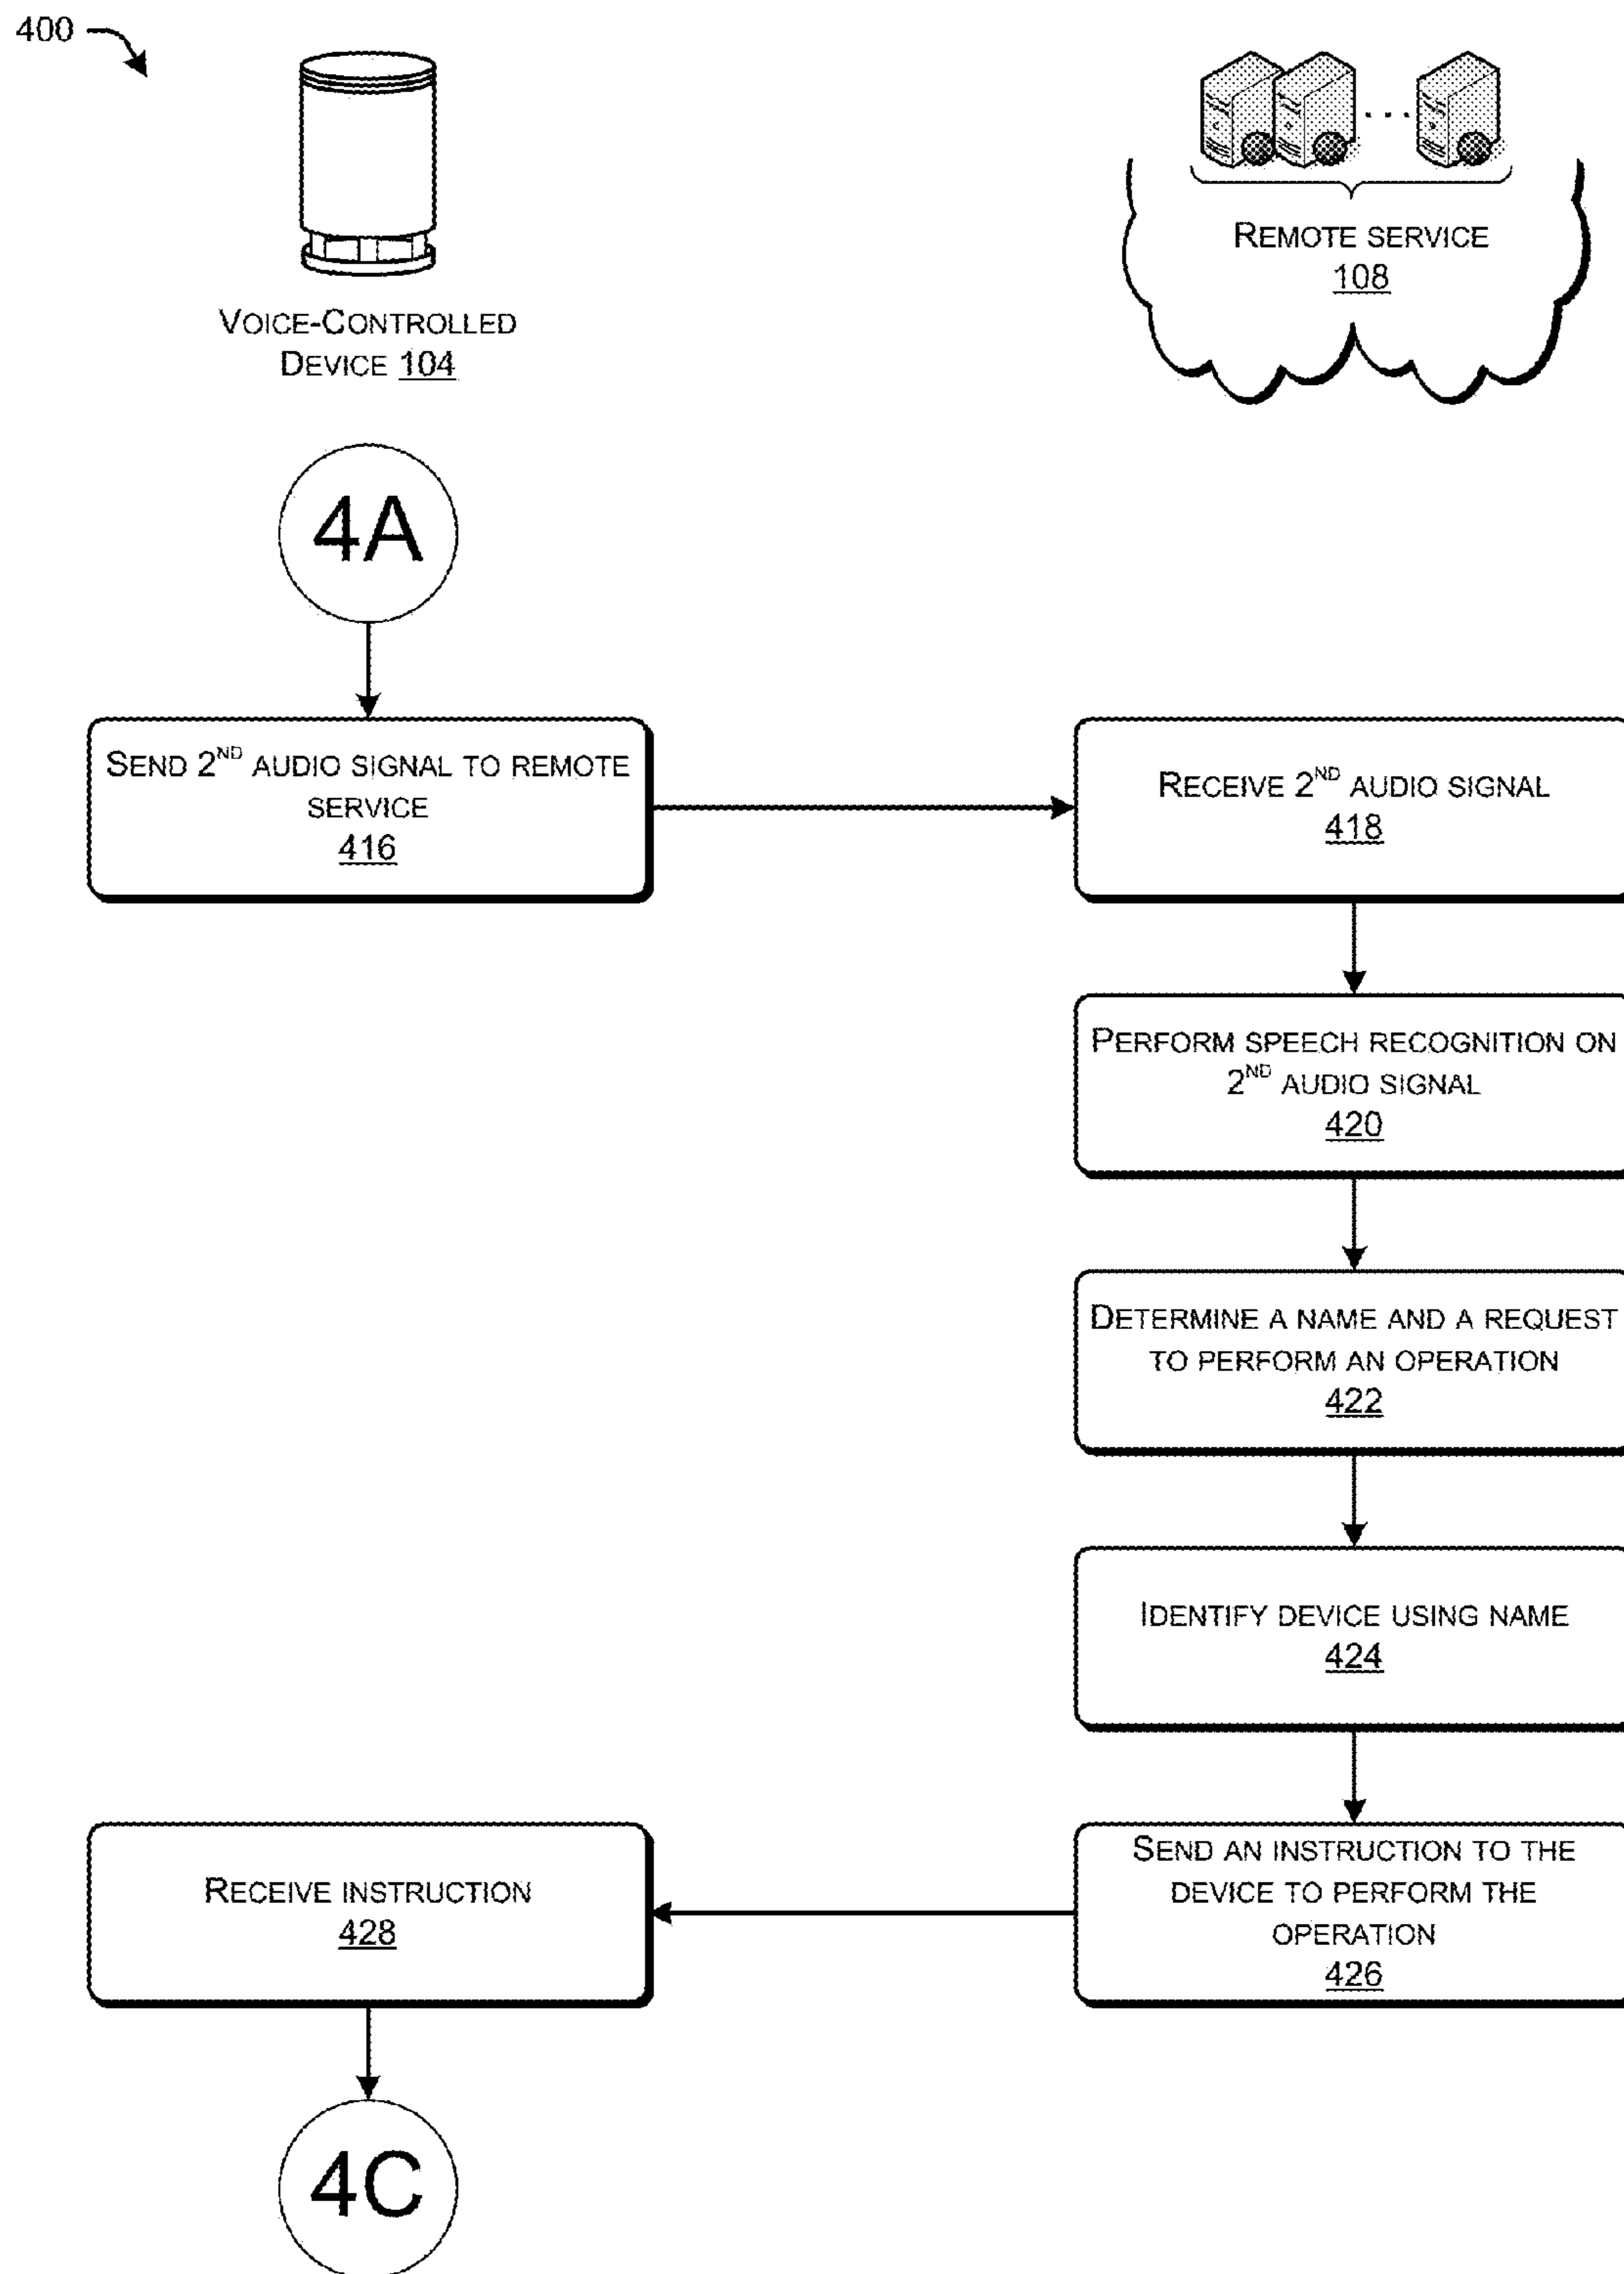 400
REMOTE SERVICE
108
VOICE-CONTROLLED
DEVICE 104
4A
SEND 2ND AUDIO SIGNAL TO REMOTE
SERVICE
416
RECEIVE 2ND AUDIO SIGNAL
418
PERFORM SPEECH RECOGNITION ON
2ND AUDIO SIGNAL
420
DETERMINE A NAME AND A REQUEST
TO PERFORM AN OPERATION
422
IDENTIFY DEVICE USING NAME
424
SEND AN INSTRUCTION TO THE
DEVICE TO PERFORM THE
OPERATION
426
RECEIVE INSTRUCTION
428
4C